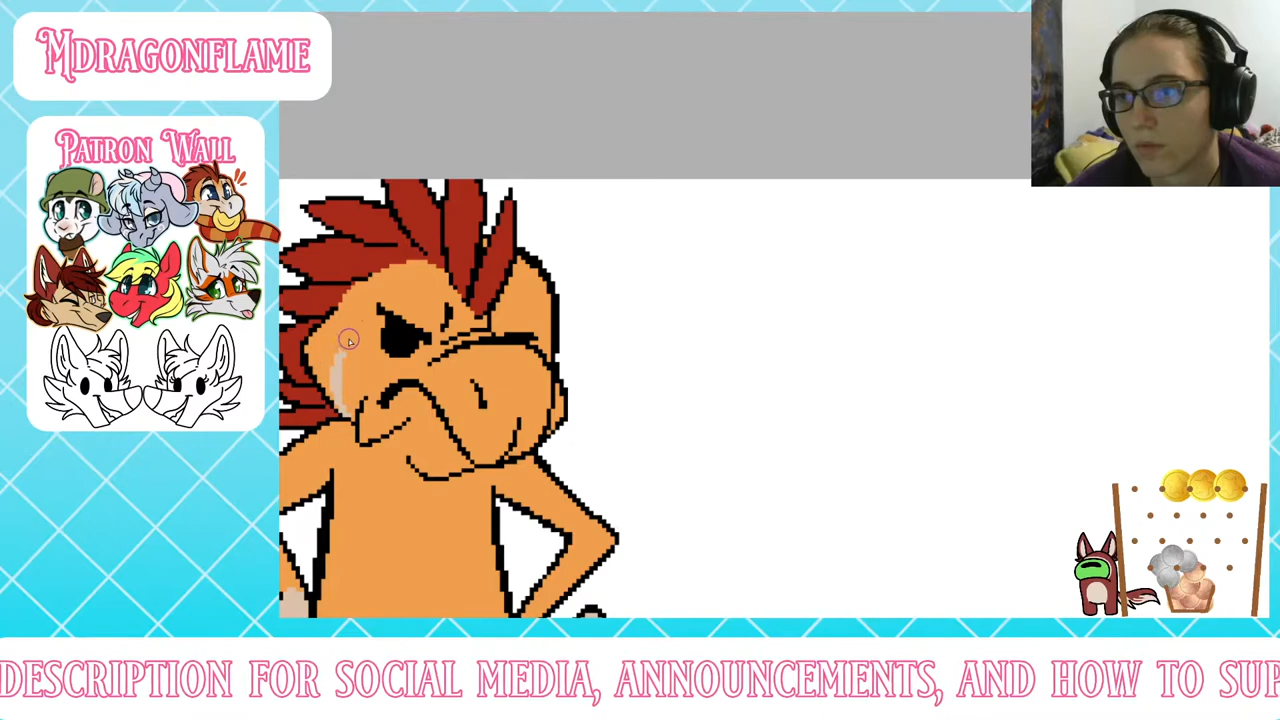 MDRAGONFLAME
PATRON WALL
DESCRIPTION FOR SOCIAL MEDIA, ANNOUNCEMENTS, AND HOW TO SUP